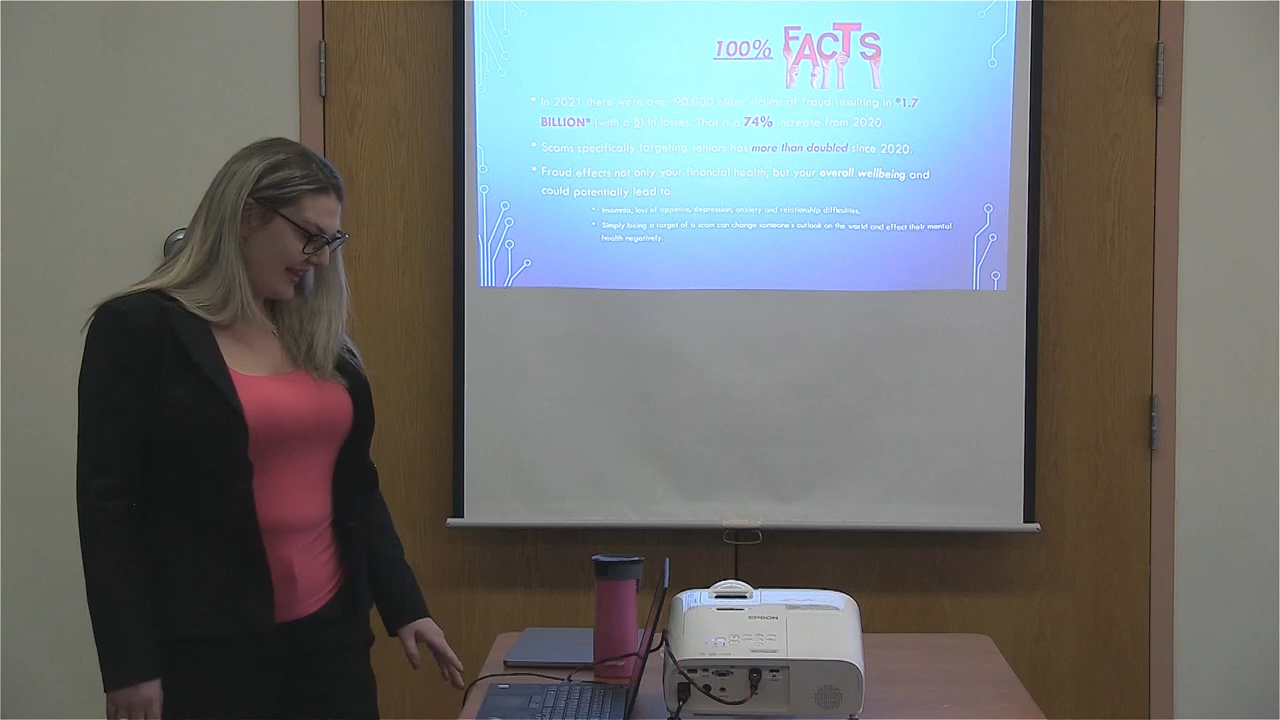 100% FACTS
In 2021 there were over 90,000 older victims of fraud resulting in "1.7
BILLION" (with a B) in losses. That is a 74% increase from 2020.
Scams specifically targeting seniors has more than doubled since 2020.
Fraud effects not only your financial health, but your overall wellbeing and
could potentially lead to:
Insomnia, loss of appetite, depression, anxiety and relationship difficulties.
Simply being a target of a scam can change someone's outlook on the world and effect their mental
health negatively.
EPSON